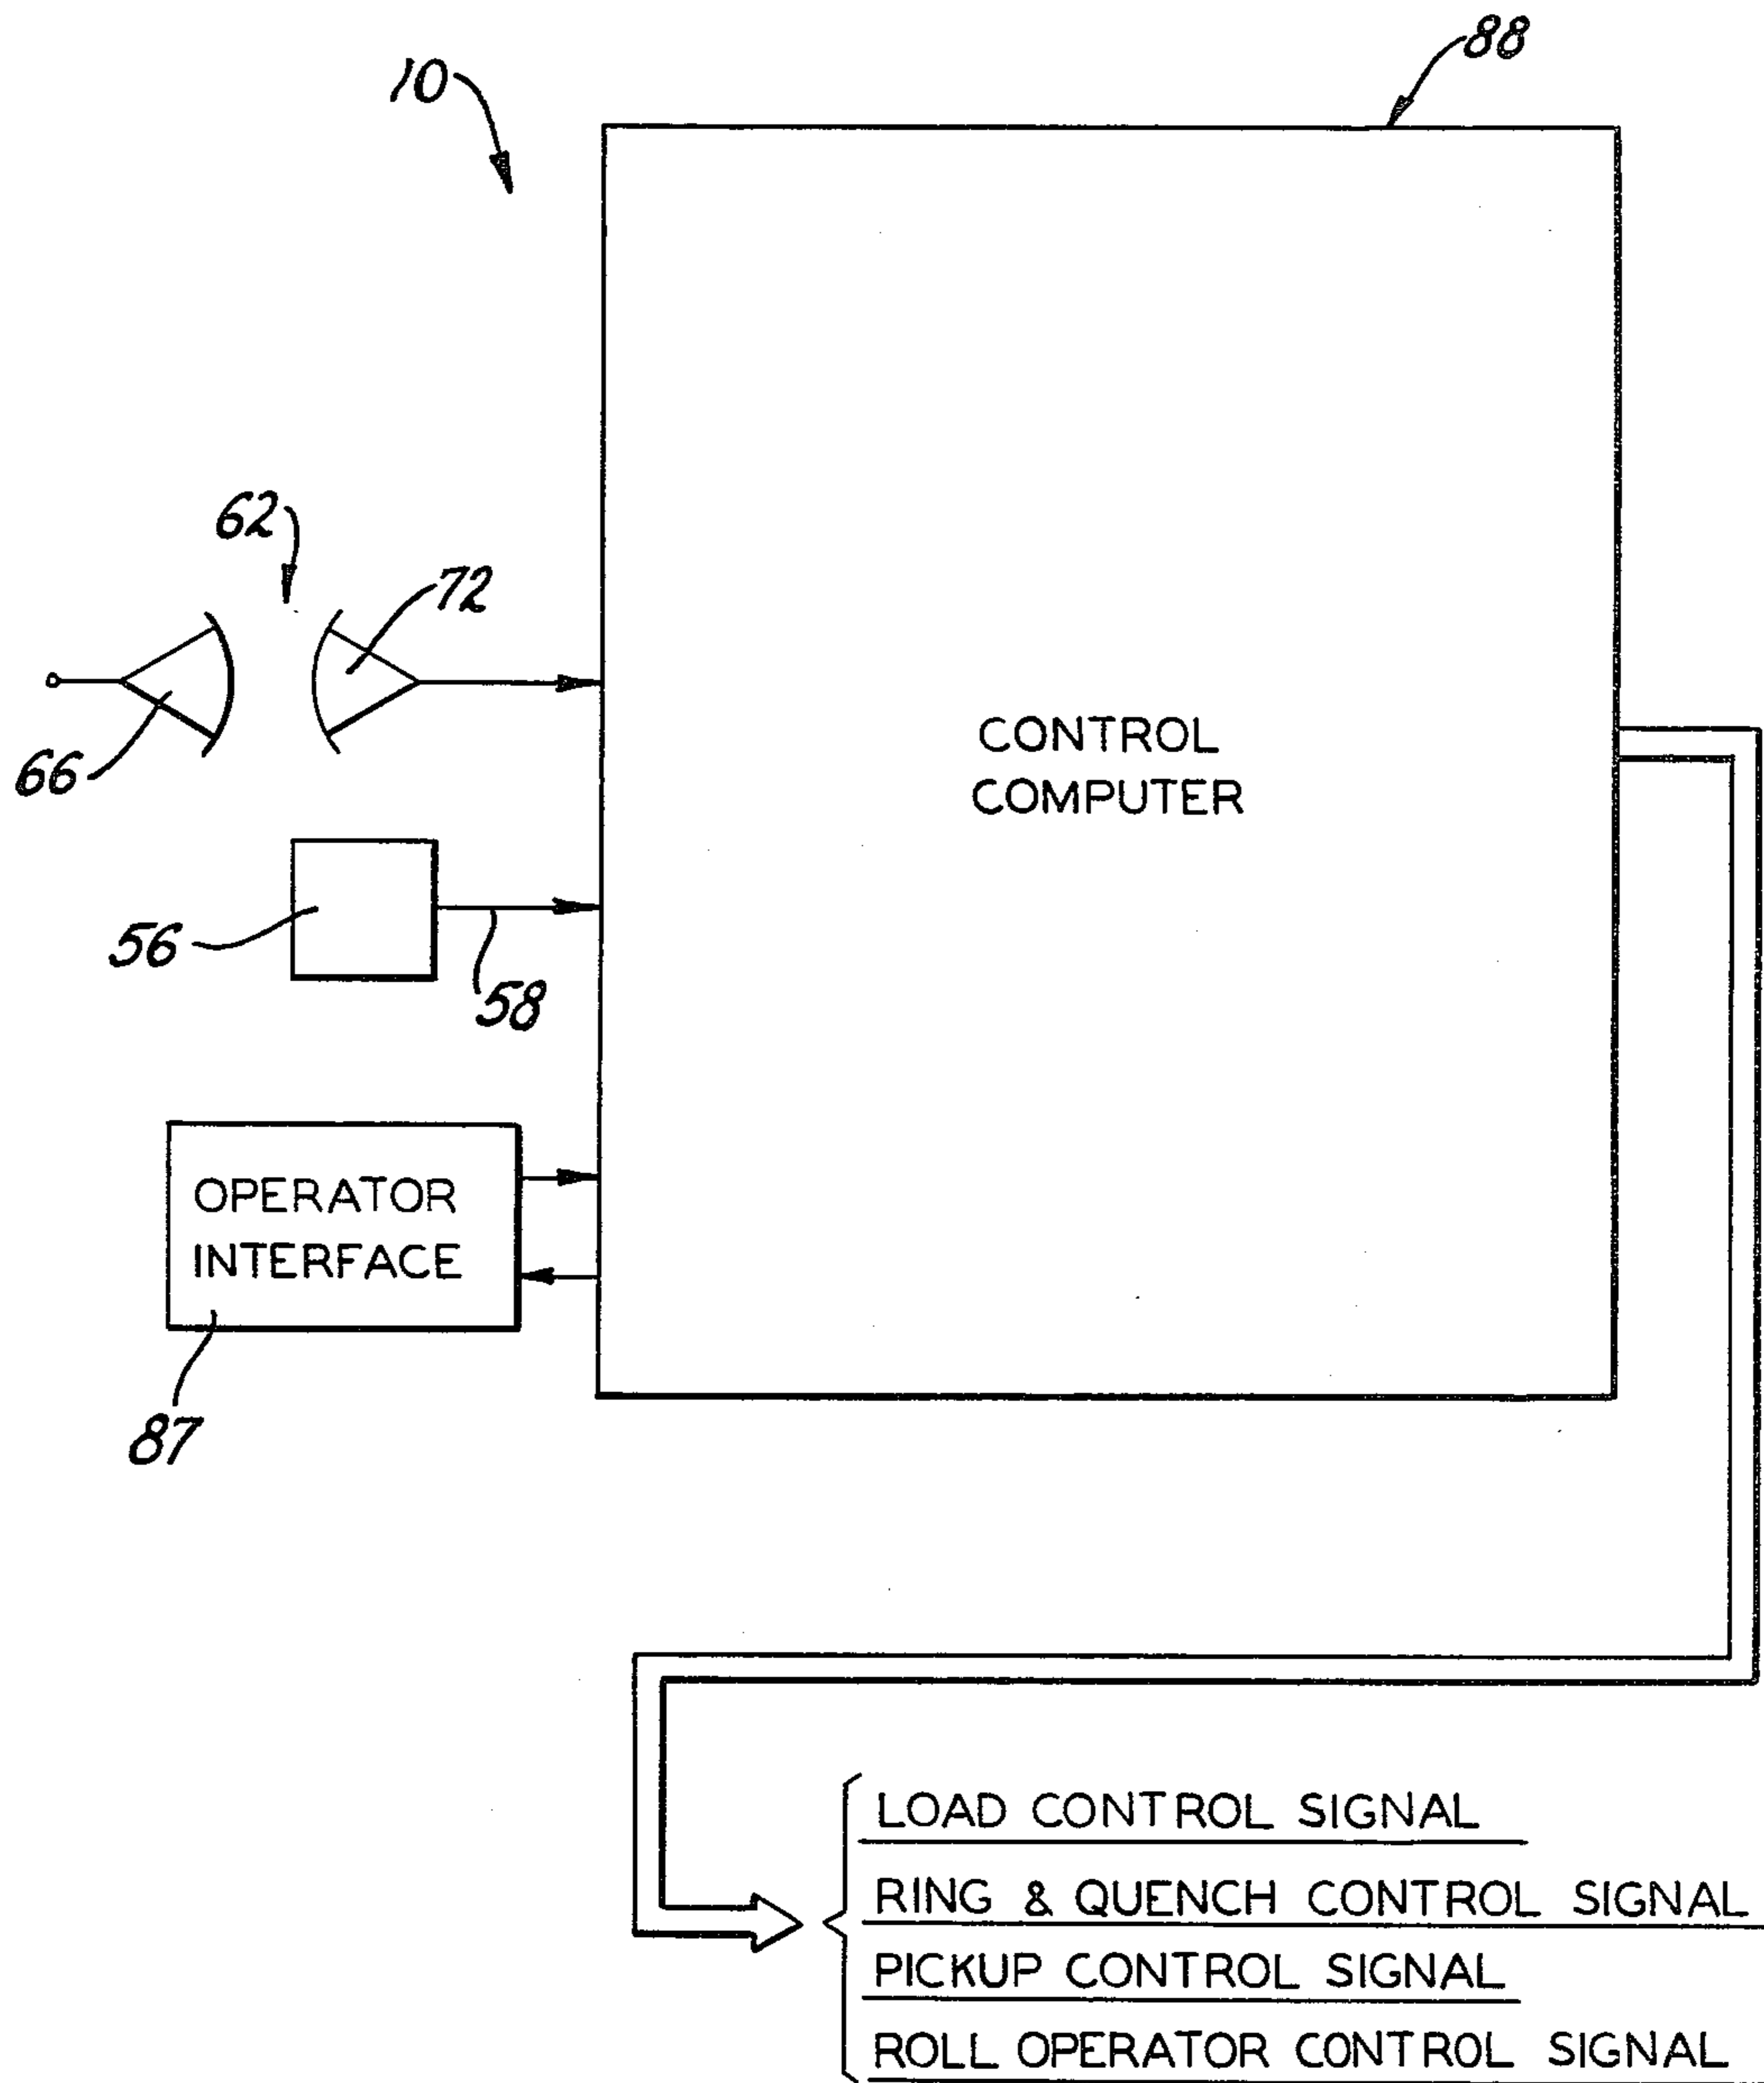 88
10
62
72
66
CONTROL
COMPUTER
56
58
OPERATOR
INTERFACE
87
LOAD CONTROL SIGNAL
RING & QUENCH CONTROL SIGNAL
PICKUP CONTROL SIGNAL
ROLL OPERATOR CONTROL SIGNAL